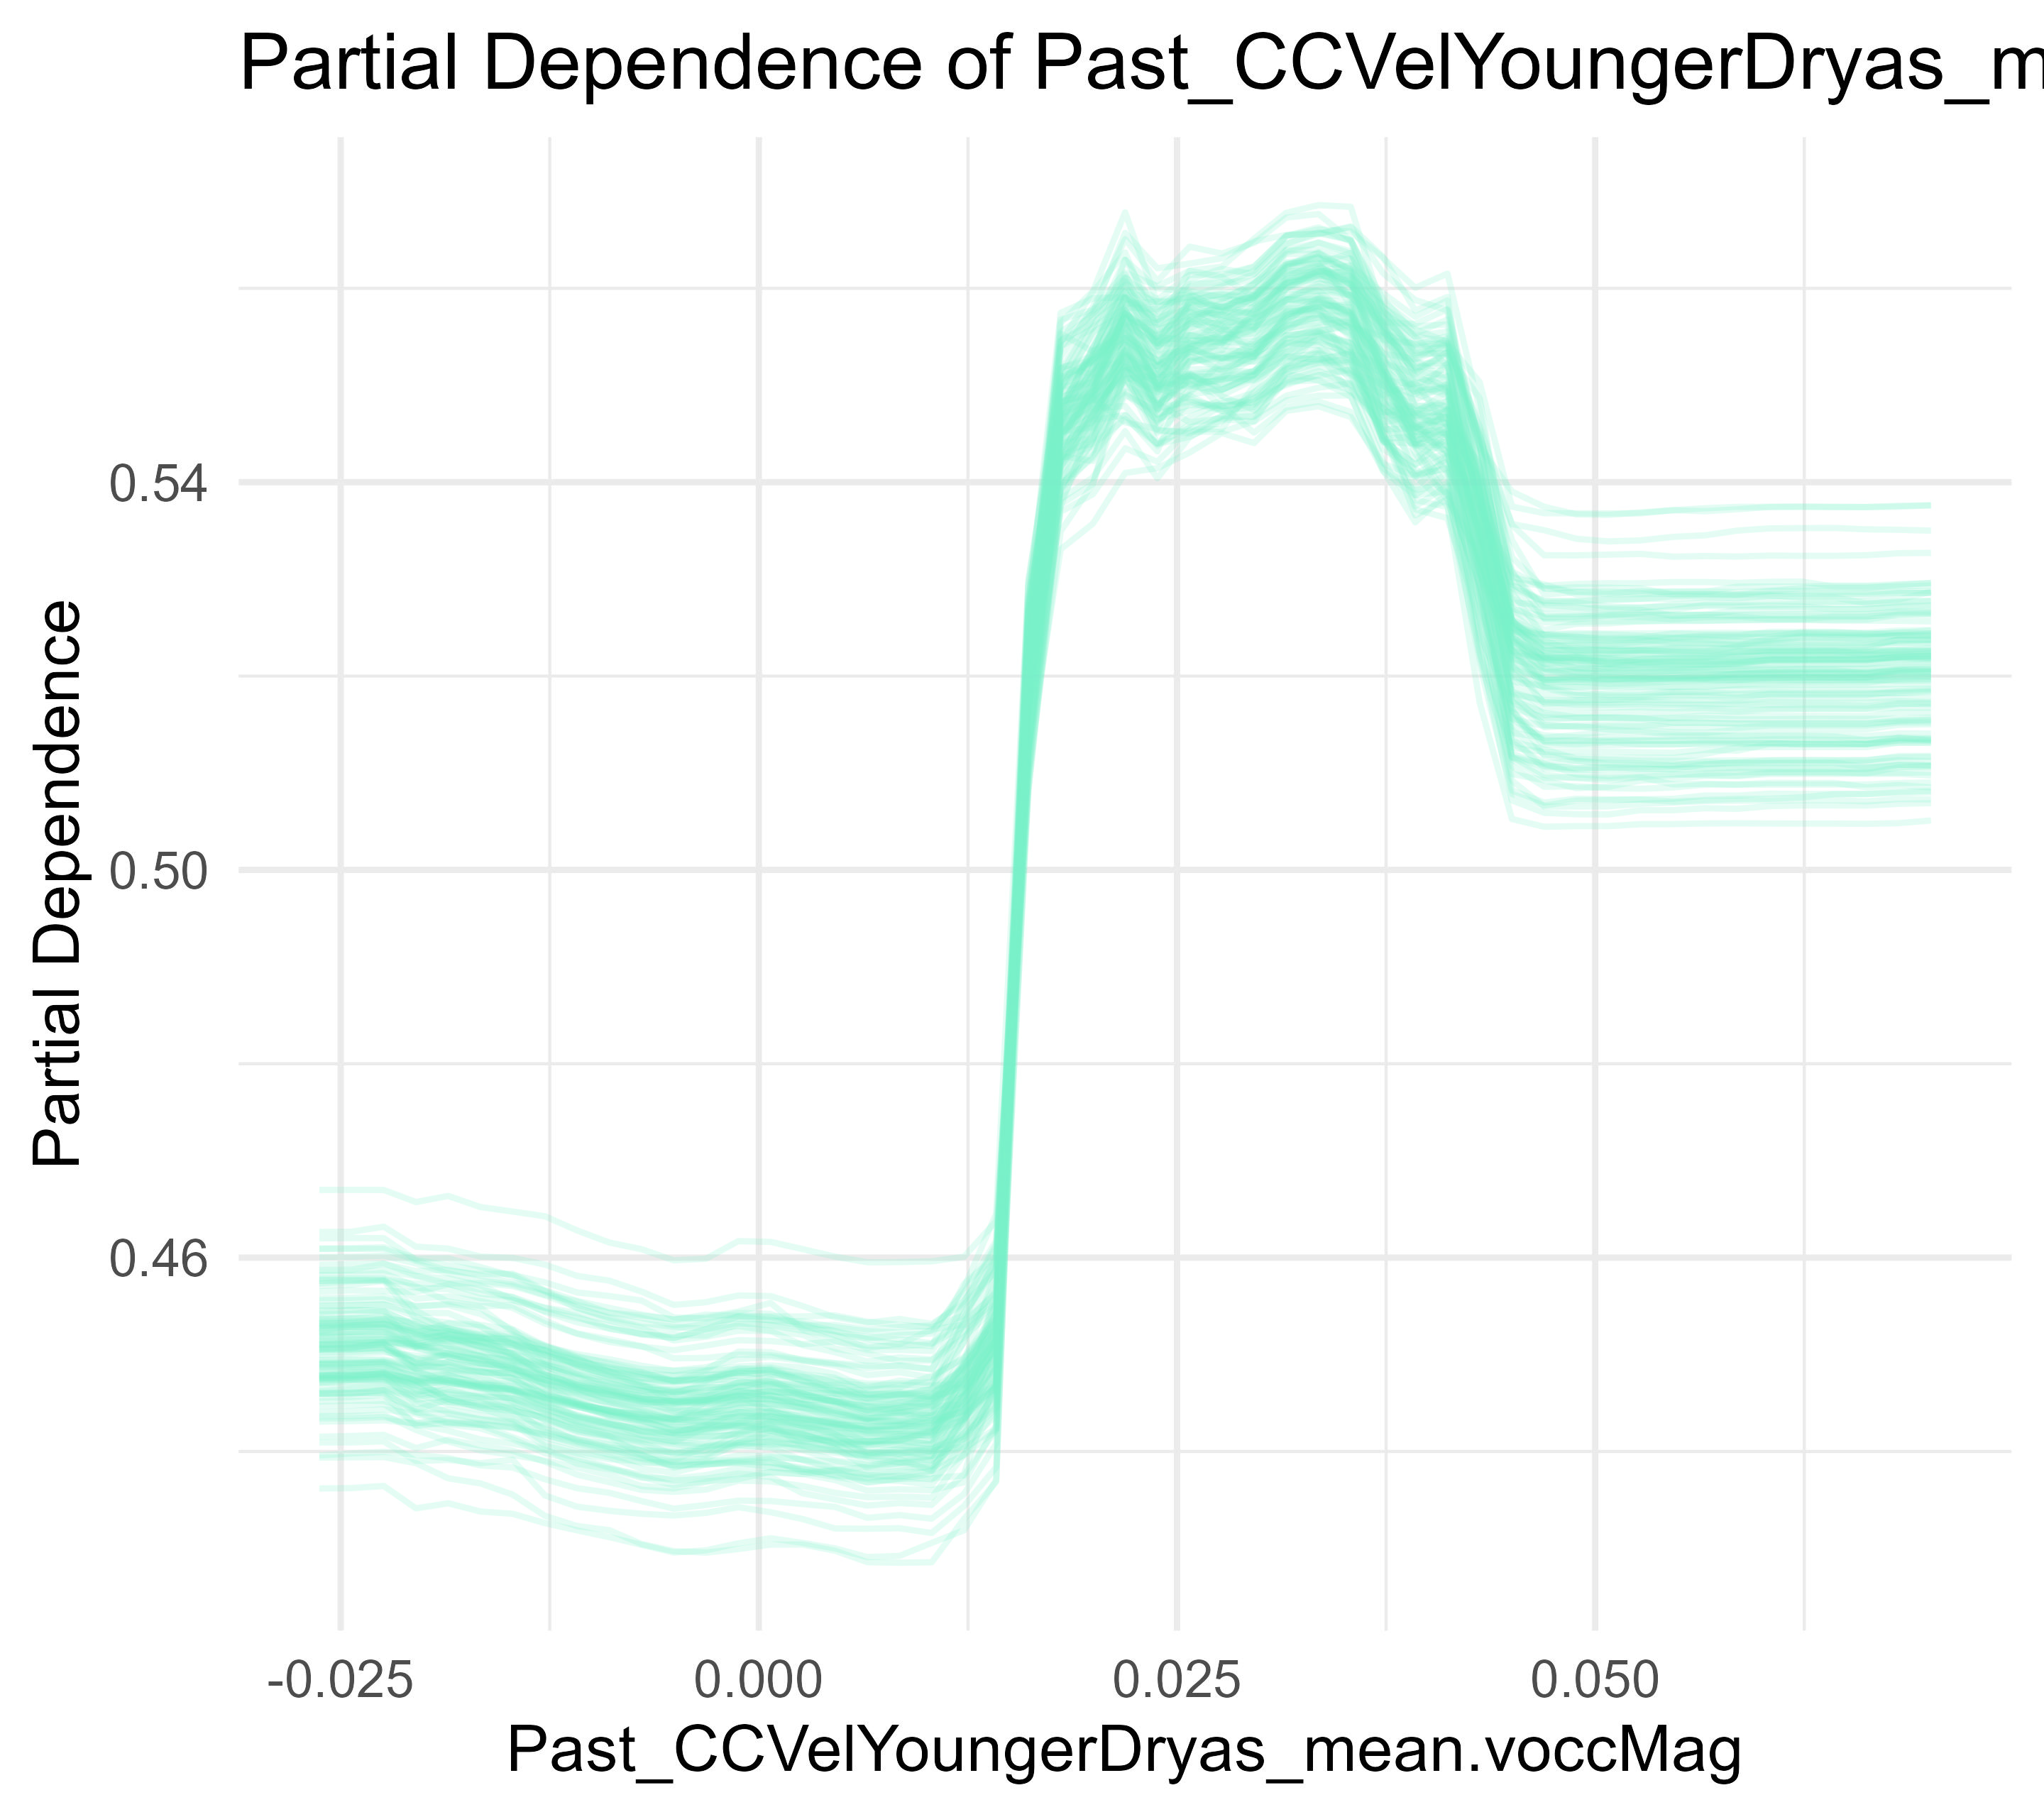 Partial Dependence of Past_CCVelYoungerDryas_m
Partial Dependence
0.54
0.50
0.46
-0.025 0.000 0.025 0.050
Past_CCVelYoungerDryas_mean.voccMag